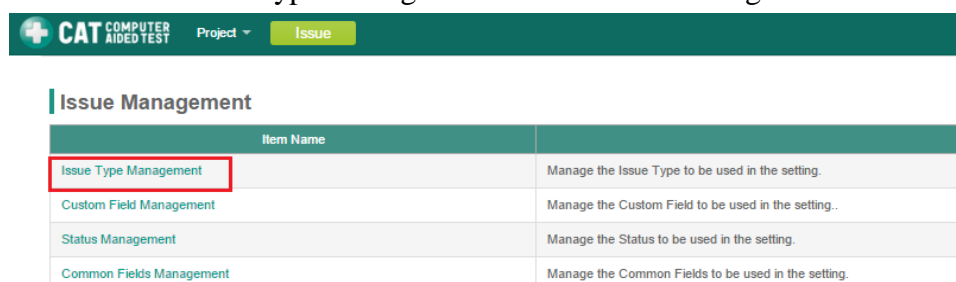 CAT COMPUTER AIDED TEST Project Issue
Issue Management
Item Name
Issue Type Management Manage the Issue Type to be used in the setting.
Custom Field Management Manage the Custom Field to be used in the setting..
Status Management Manage the Status to be used in the setting.
Common Fields Management Manage the Common Fields to be used in the setting.